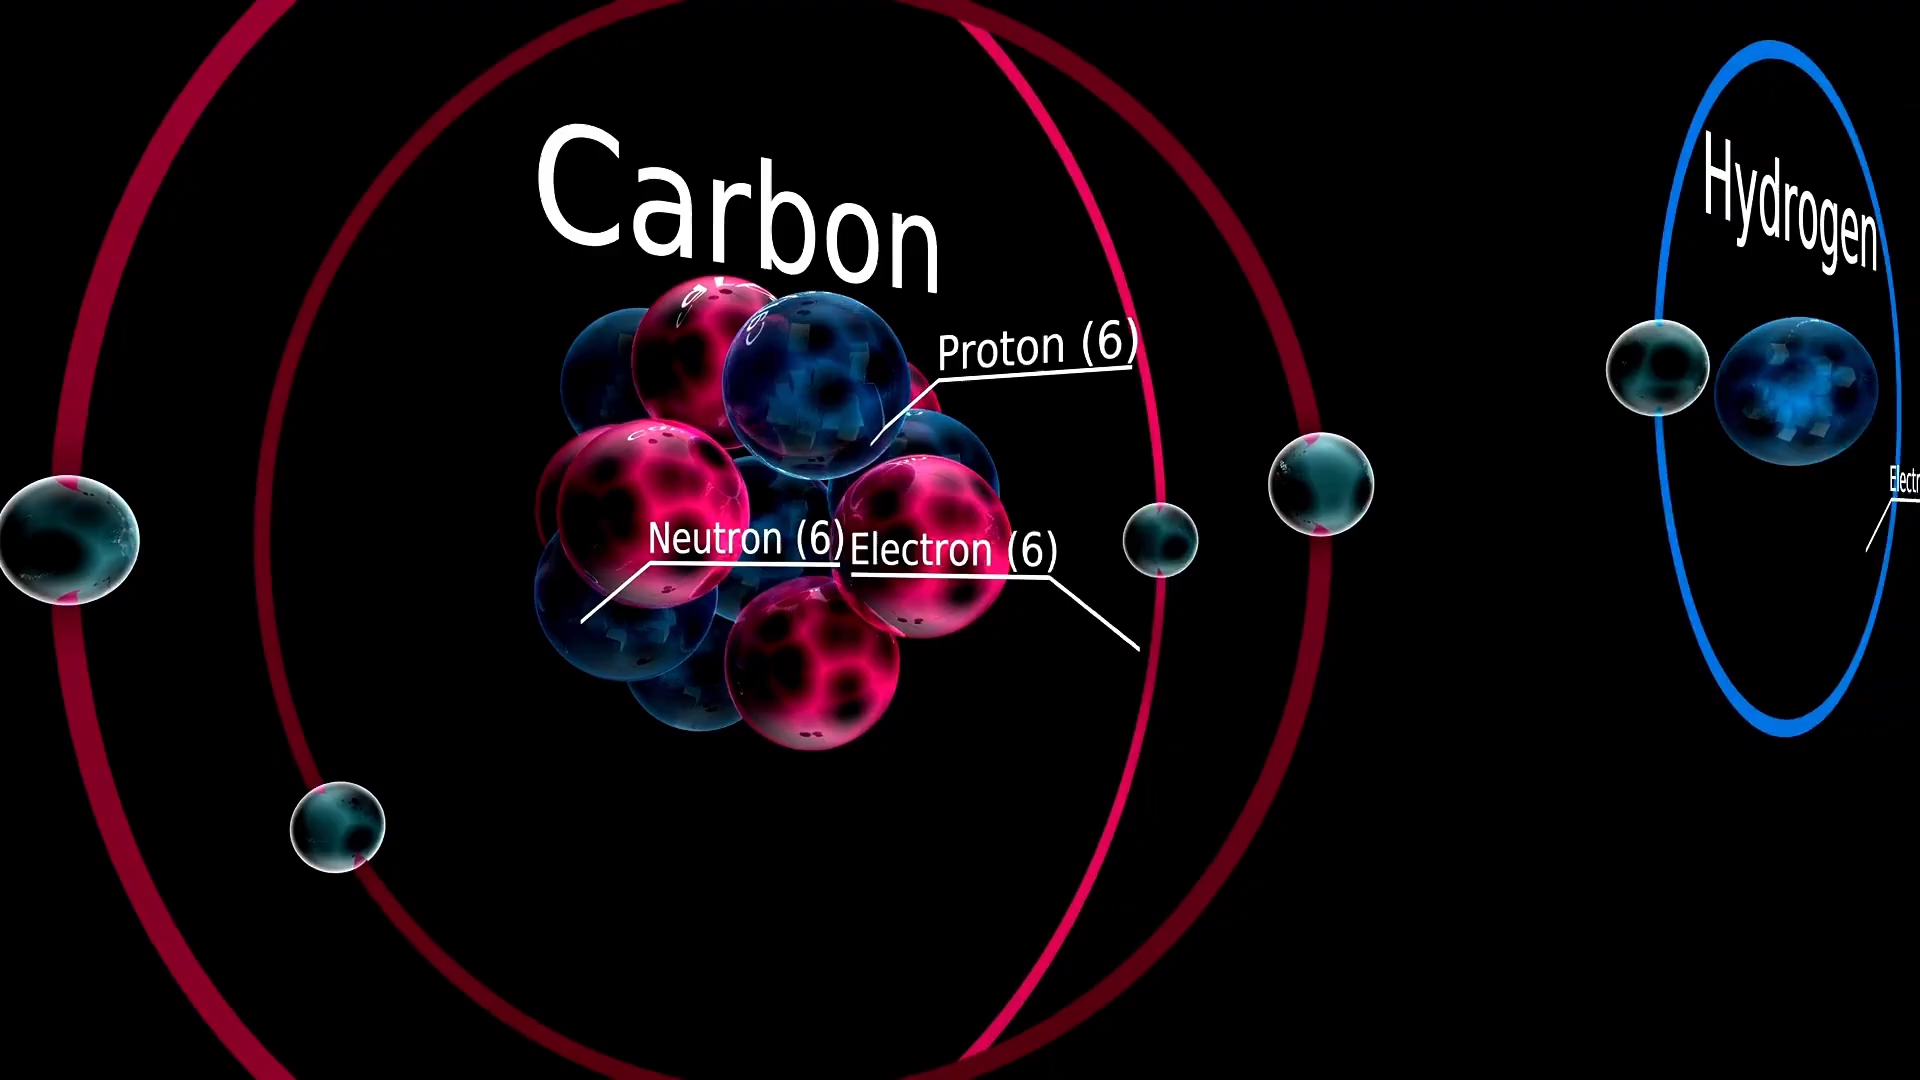 Carbon
Hydrogen
Proton (6)
Neutron (6)
Electron (6)